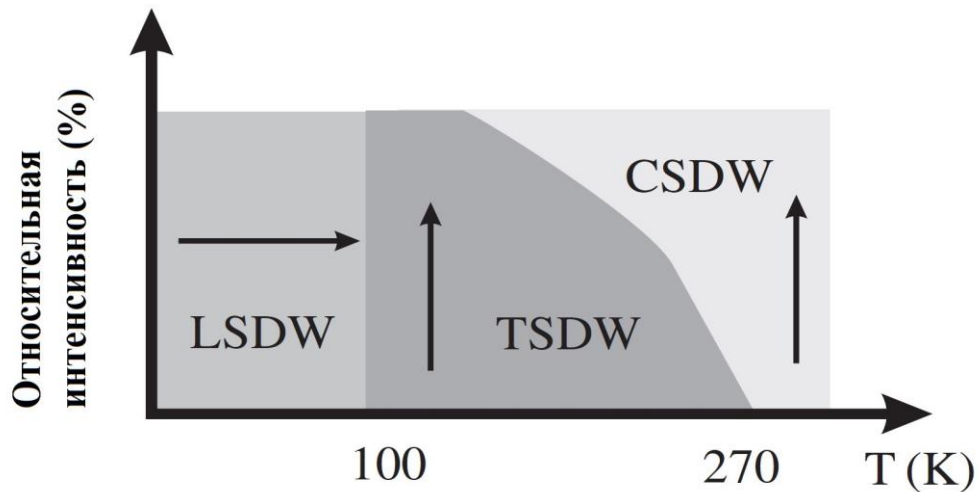 Относительная
интенсивность (%)
CSDW
LSDW
TSDW
100
270
T (K)